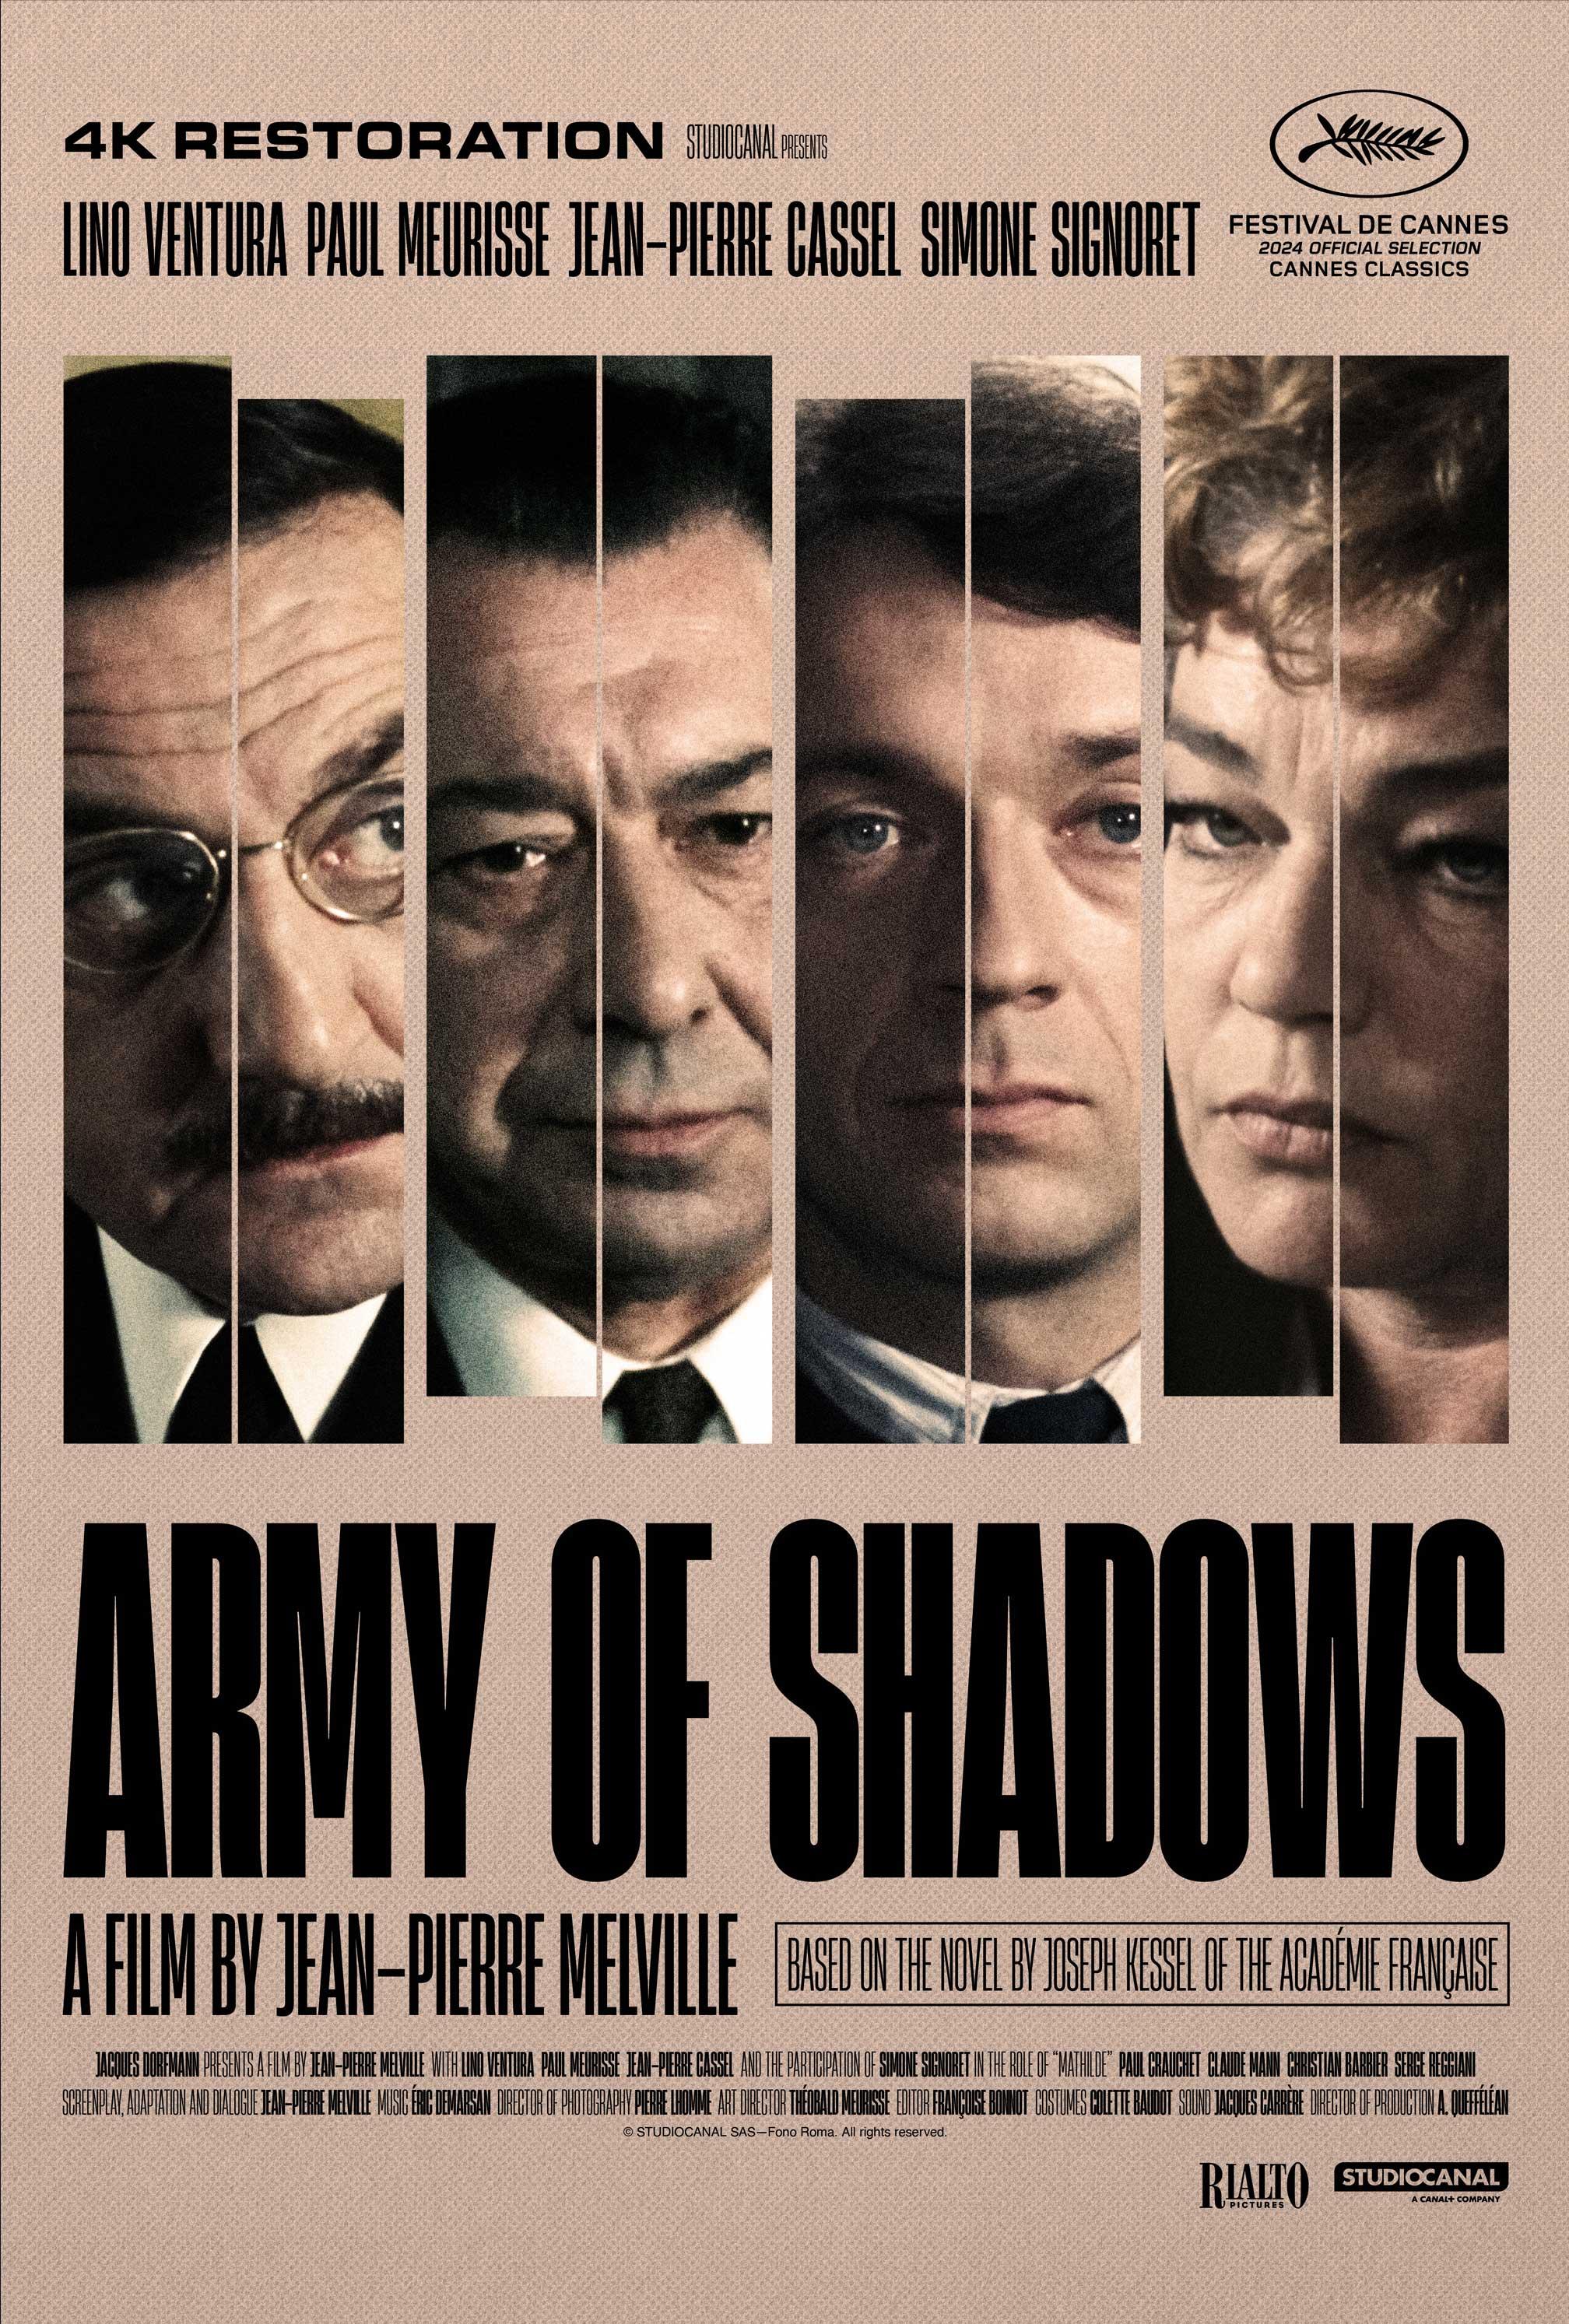 4K RESTORATION STUDIOCANAL PRESENTS
LINO VENTURA PAUL MEURISSE JEAN-PIERRE CASSEL SIMONE SIGNORET
FESTIVAL DE CANNES
2024 OFFICIAL SELECTION
CANNES CLASSICS
ARMY OF SHADOWS
A FILM BY JEAN-PIERRE MELVILLE
BASED ON THE NOVEL BY JOSEPH KESSEL OF THE ACADÉMIE FRANÇAISE
JACQUES DORFMANN PRESENTS A FILM BY JEAN-PIERRE MELVILLE WITH LINO VENTURA PAUL MEURISSE JEAN-PIERRE CASSEL AND THE PARTICIPATION OF SIMONE SIGNORET IN THE ROLE OF “MATHILDE” PAUL CRAUCHET CLAUDE MANN CHRISTIAN BARBIER SERGE REGGIANI
SCREENPLAY, ADAPTATION AND DIALOGUE JEAN-PIERRE MELVILLE MUSIC ÉRIC DEMARSAN DIRECTOR OF PHOTOGRAPHY PIERRE LHOMME ART DIRECTOR THÉOBALD MEURISSE EDITOR FRANÇOISE BONNOT COSTUMES COLETTE BAUDOT SOUND JACQUES CARRÈRE DIRECTOR OF PRODUCTION A. QUEFFÉLÉAN
© STUDIOCANAL SAS—Fono Roma. All rights reserved.
RIALTO
PICTURES
STUDIOCANAL
A CANAL+ COMPANY